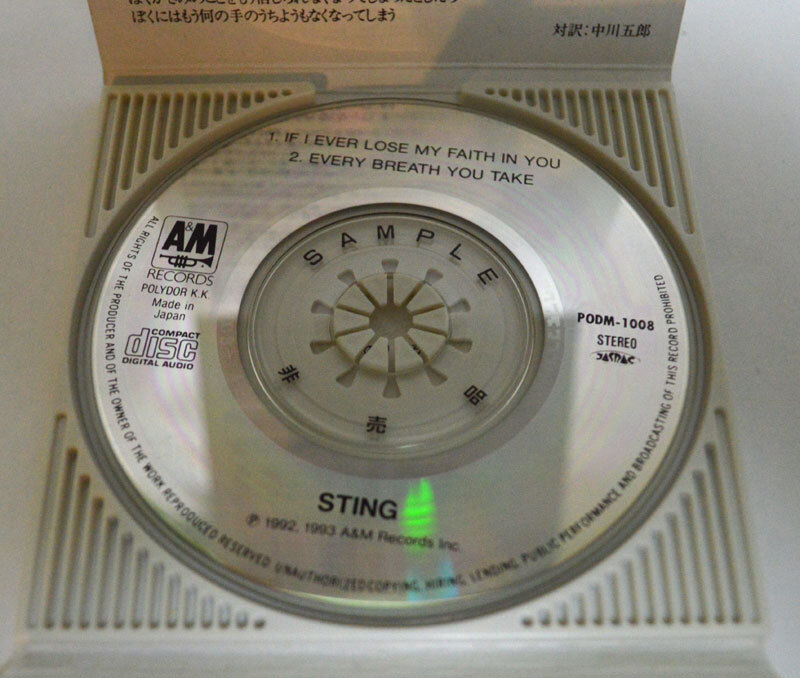 ぼくにはもう何の手のうちようもなくなってしまう
対訳:中川五郎
1. IF I EVER LOSE MY FAITH IN YOU
2. EVERY BREATH YOU TAKE
SAMPLE
A&M
RECORDS
POLYDOR K.K.
Made in
Japan
COMPACT
disc
DIGITAL AUDIO
PODM-1008
STEREO
JASRAC
非売品
STING
℗ 1992, 1993 A&M Records Inc.
ALL RIGHTS OF THE PRODUCER AND OF THE OWNER OF THE WORK REPRODUCED RESERVED. UNAUTHORIZED COPYING, HIRING, LENDING, PUBLIC PERFORMANCE AND BROADCASTING OF THIS RECORD PROHIBITED